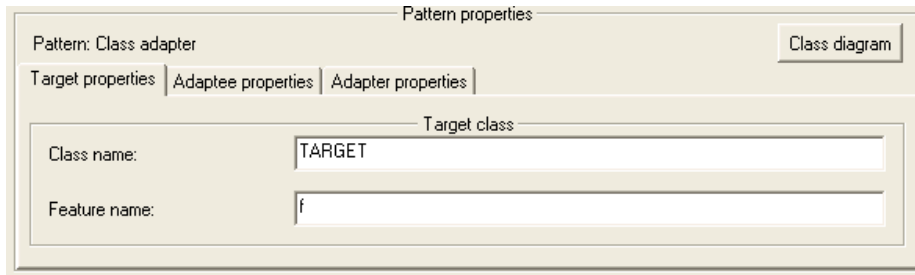 Pattern properties
Pattern: Class adapter
Class diagram
Target properties
Adaptee properties
Adapter properties
Target class
Class name:
TARGET
Feature name:
f